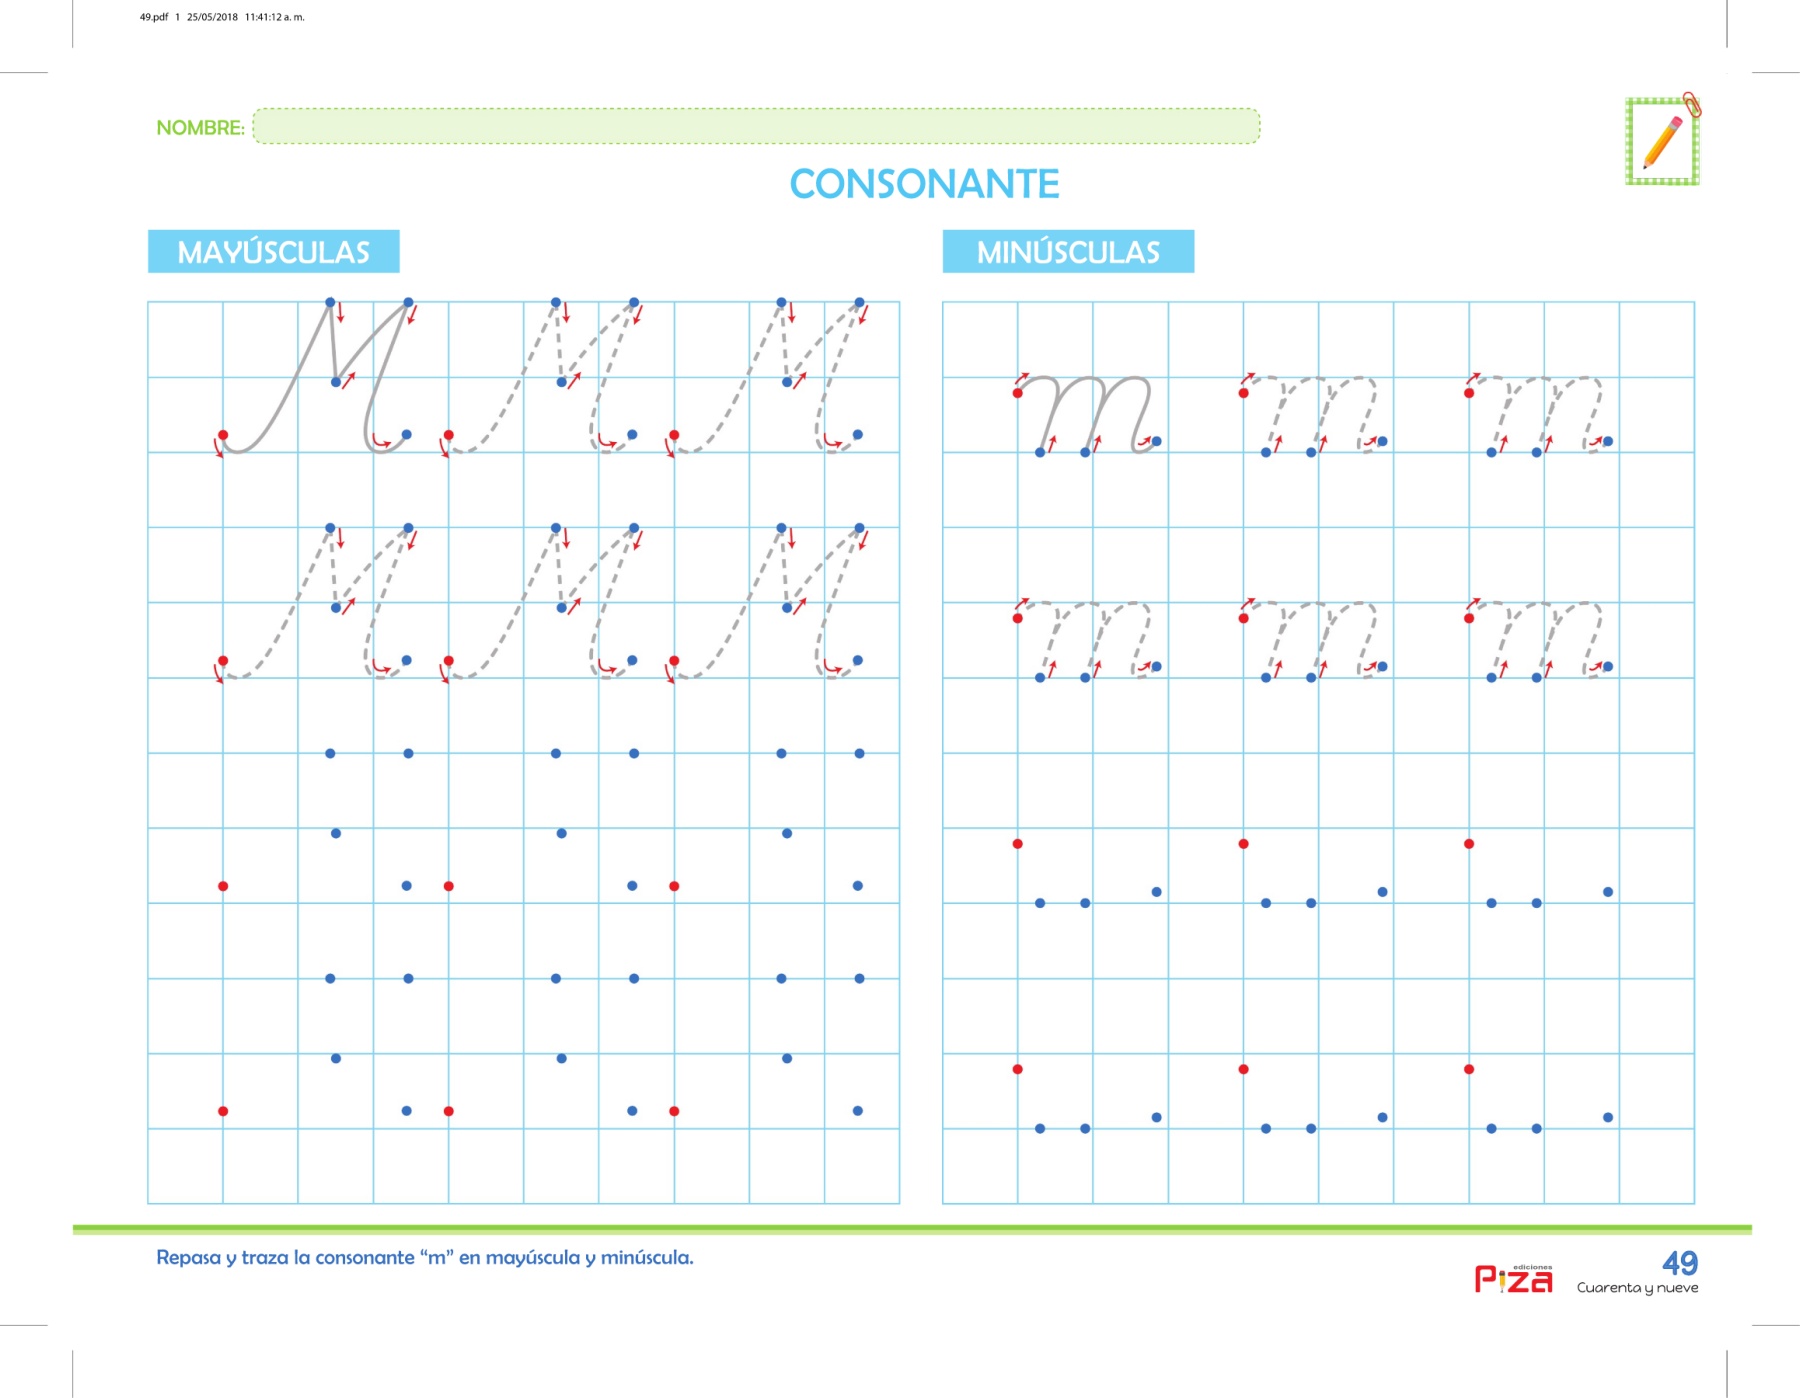 49.pdf 1 25/05/2018 11:41:12 a. m.
NOMBRE:
CONSONANTE
MAYÚSCULAS
MINÚSCULAS
M M M
m m m
M M M
m m m
Repasa y traza la consonante “m” en mayúscula y minúscula.
ediciones
Piza
49
Cuarenta y nueve